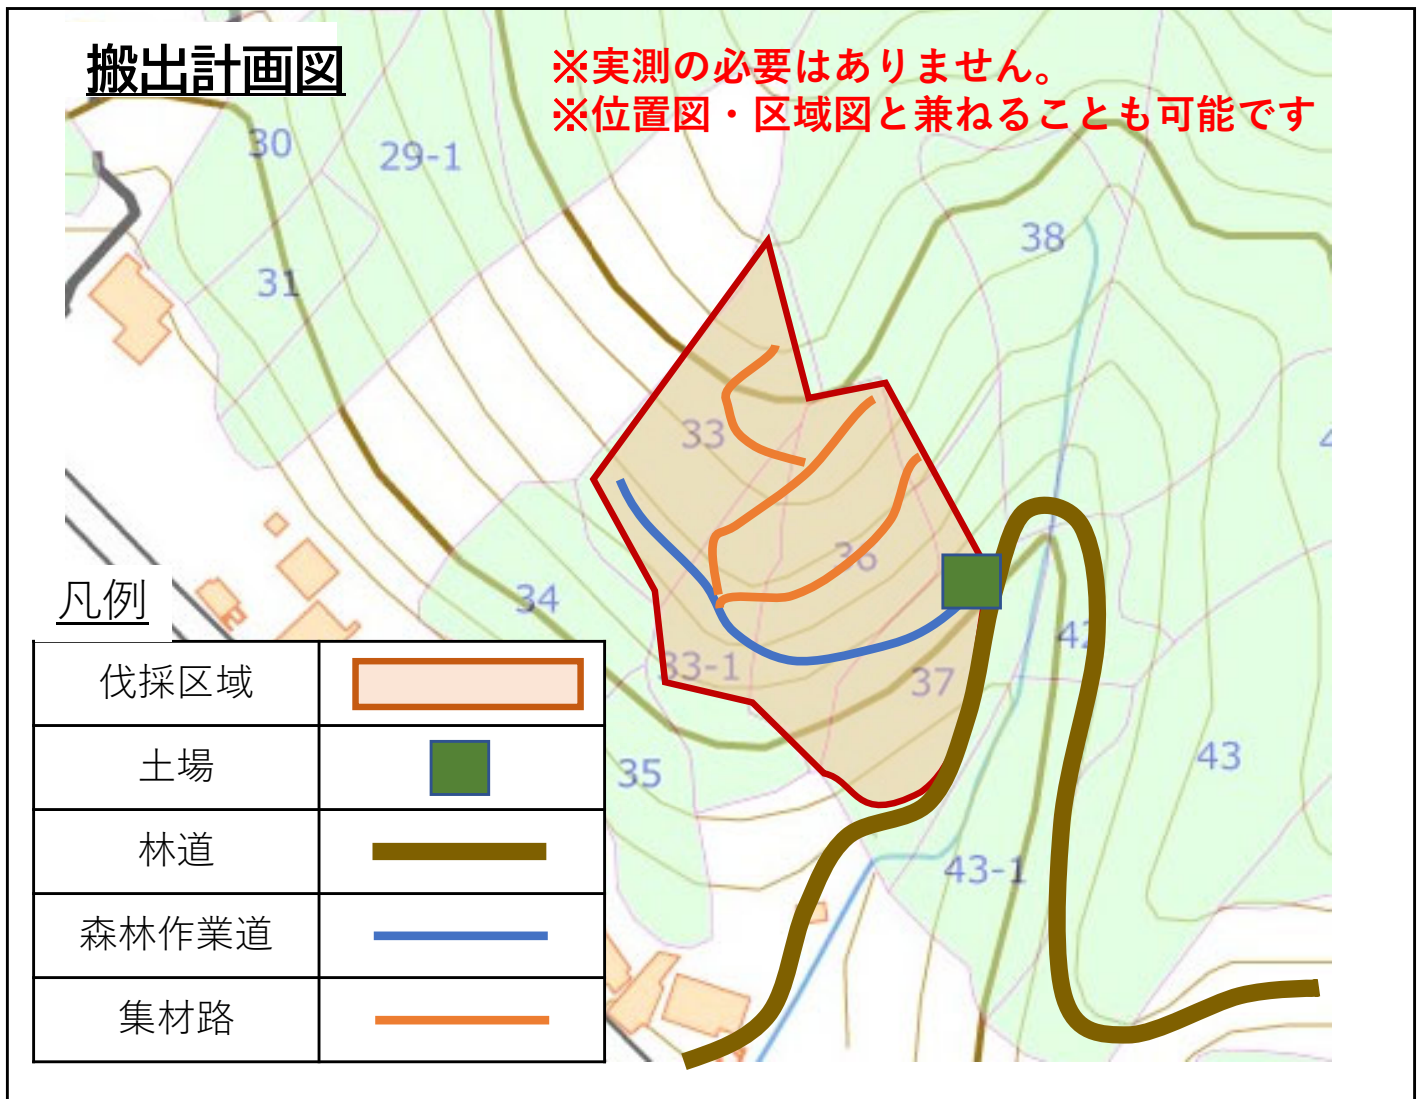 搬出計画図
※実測の必要はありません。
※位置図・区域図と兼ねることも可能です
30
29-1
38
31
33
36
34
33-1
37
42
35
43
43-1
凡例
伐採区域
土場
林道
森林作業道
集材路